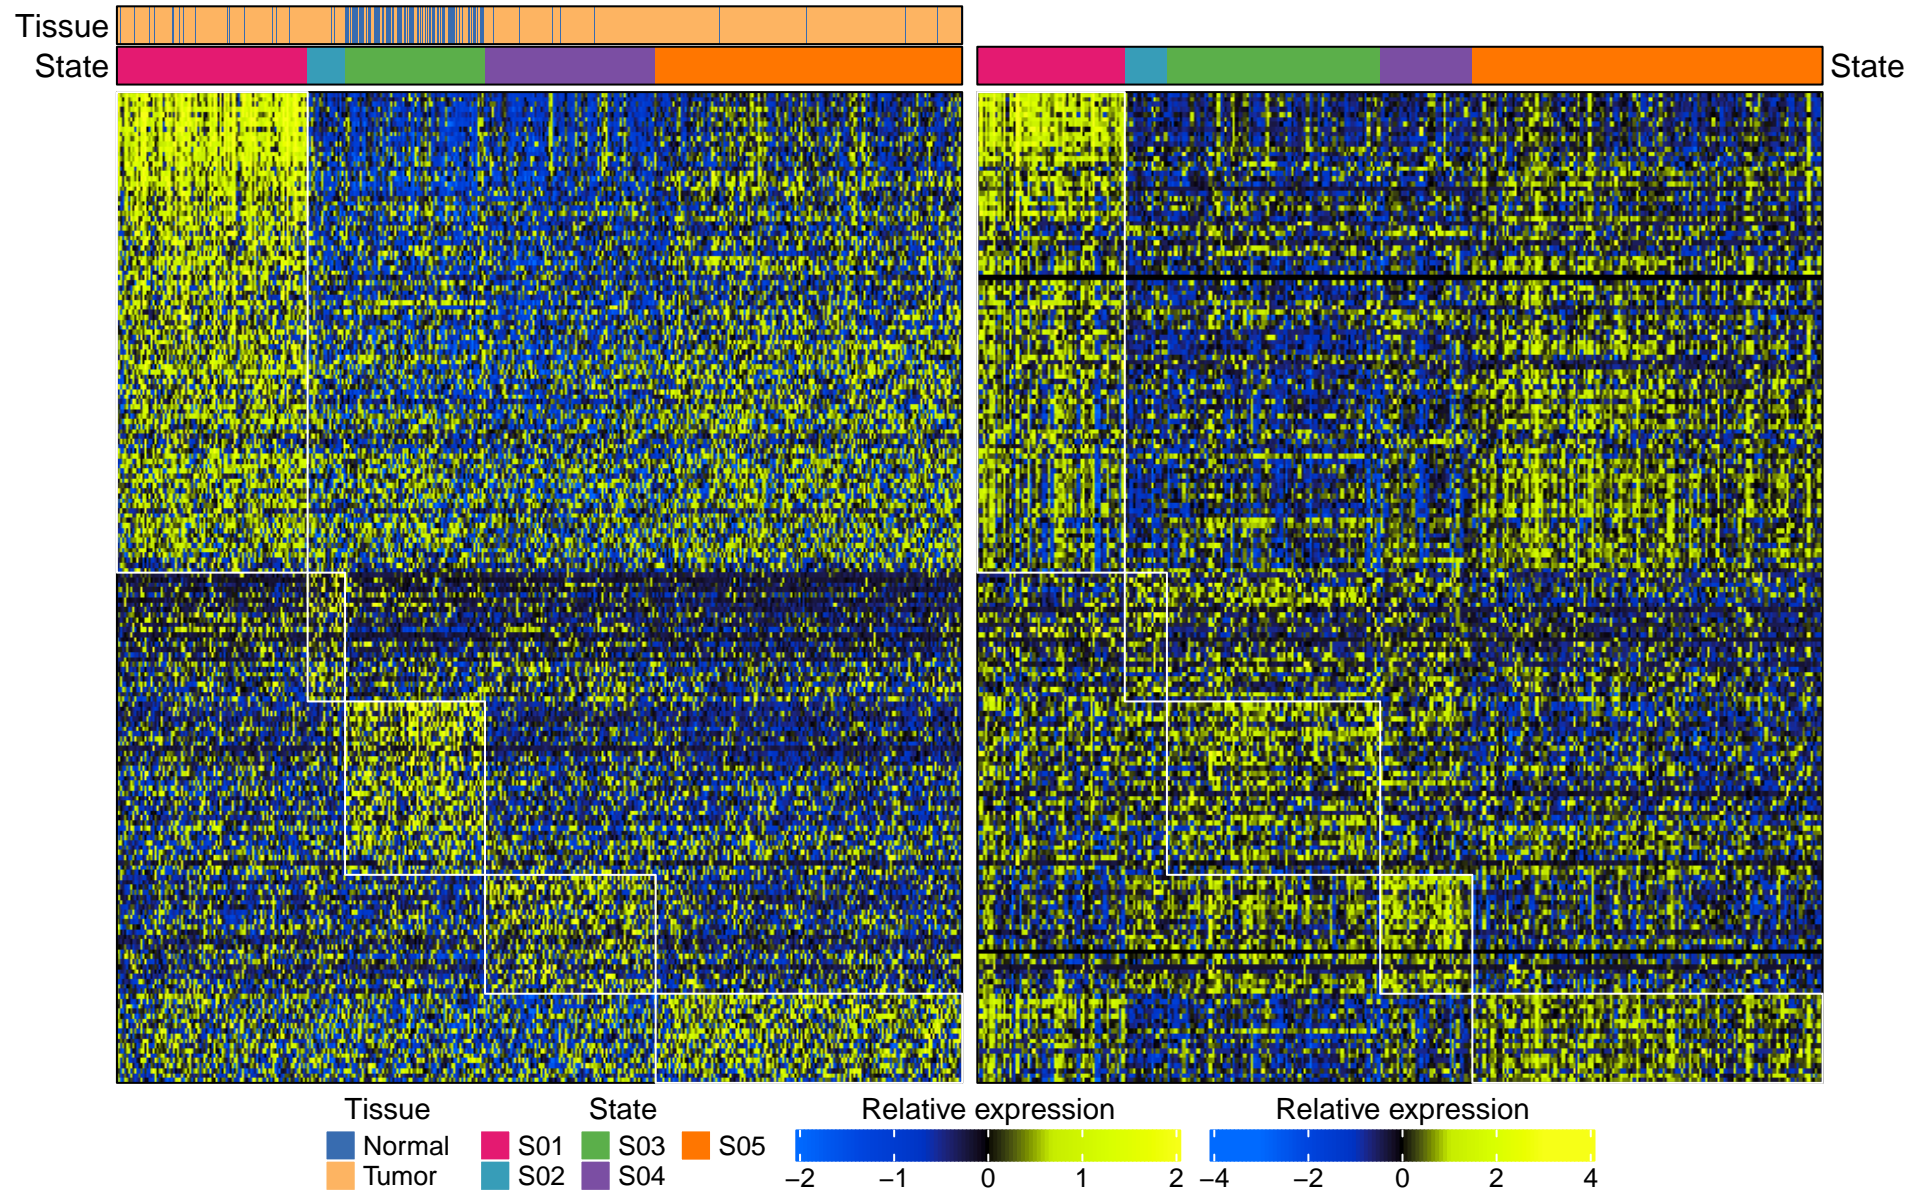 Tissue
State
State
Tissue State Relative expression Relative expression
Normal S01 S03 S05
Tumor S02 S04
−2 −1 0 1 2 −4 −2 0 2 4